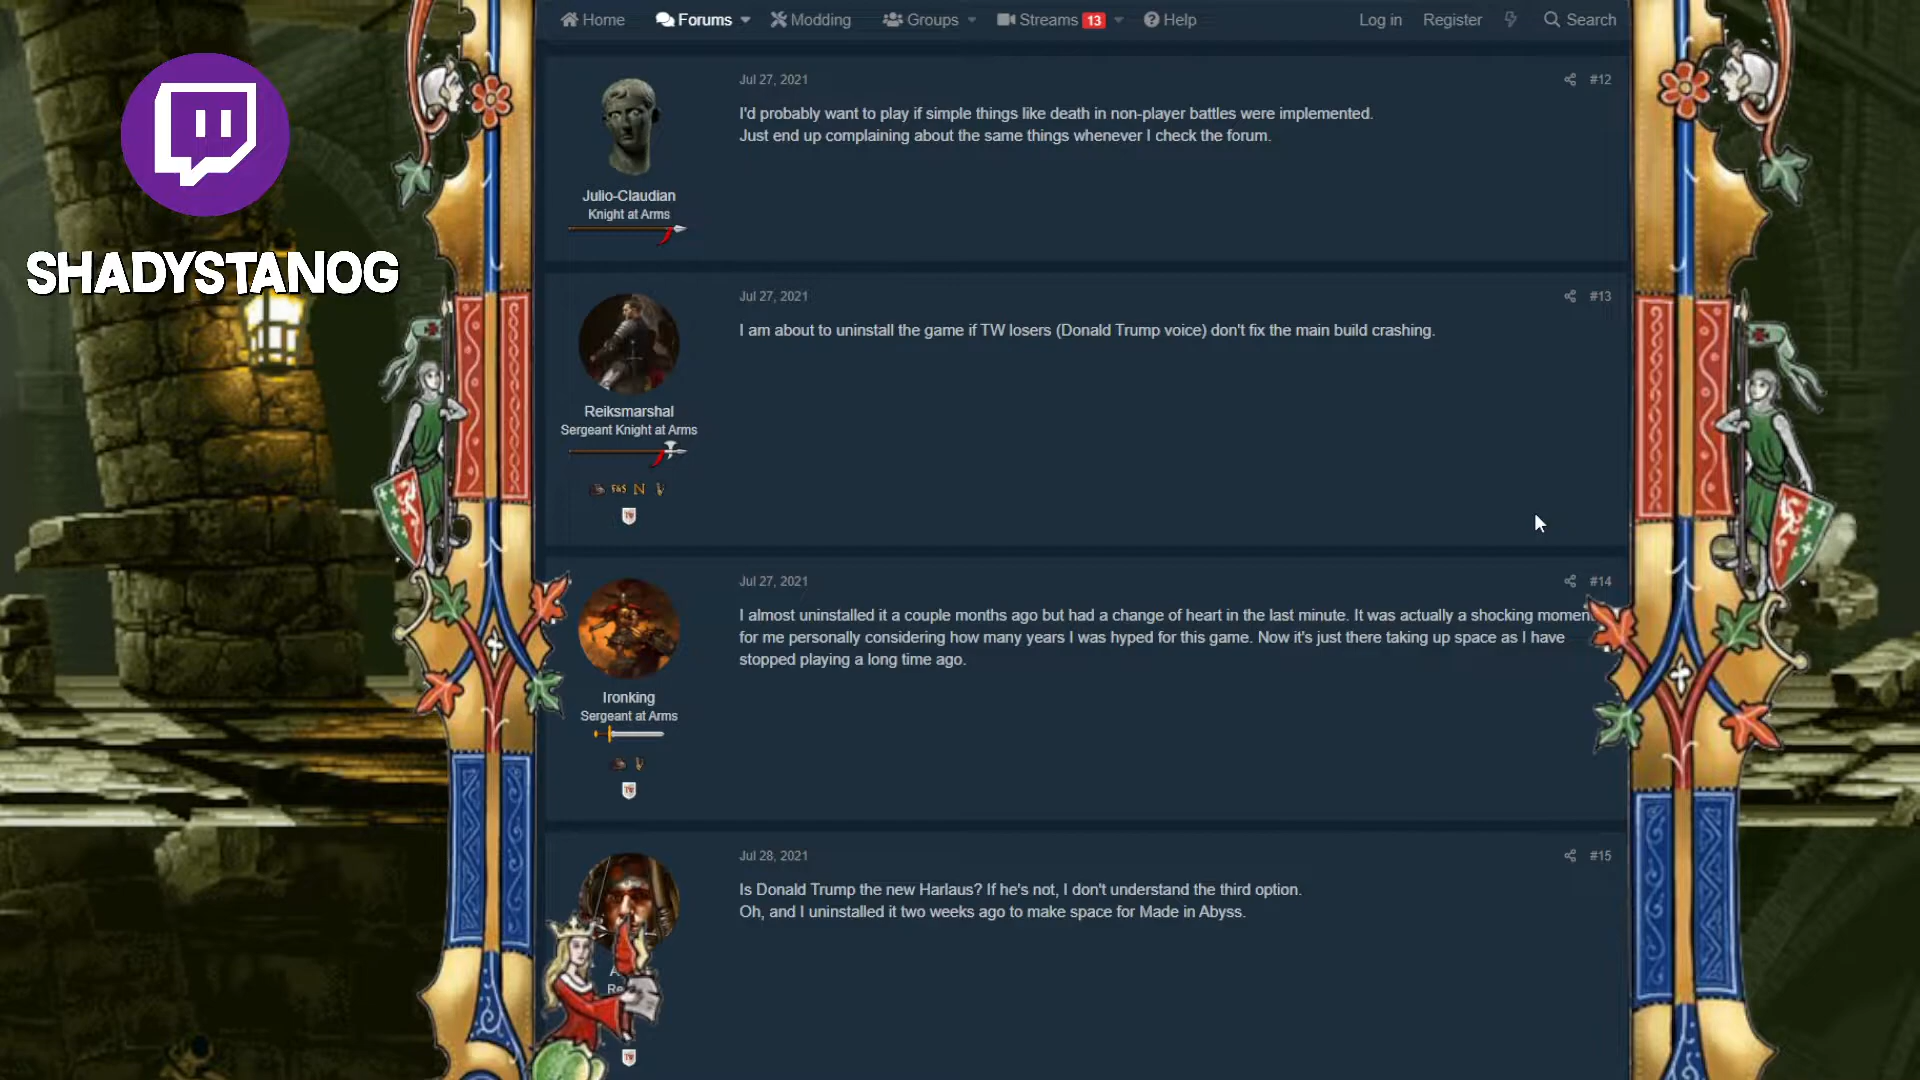 Home Forums Modding Groups Streams 13 Help Log in Register Search
SHADYSTANOG
Jul 27, 2021 #12
I'd probably want to play if simple things like death in non-player battles were implemented.
Just end up complaining about the same things whenever I check the forum.
Julio-Claudian
Knight at Arms
Jul 27, 2021 #13
I am about to uninstall the game if TW losers (Donald Trump voice) don't fix the main build crashing.
Reiksmarshal
Sergeant Knight at Arms
F&S N
TW
Jul 27, 2021 #14
I almost uninstalled it a couple months ago but had a change of heart in the last minute. It was actually a shocking momen
for me personally considering how many years I was hyped for this game. Now it's just there taking up space as I have
stopped playing a long time ago.
Ironking
Sergeant at Arms
TW
Jul 28, 2021 #15
Is Donald Trump the new Harlaus? If he's not, I don't understand the third option.
Oh, and I uninstalled it two weeks ago to make space for Made in Abyss.
TW